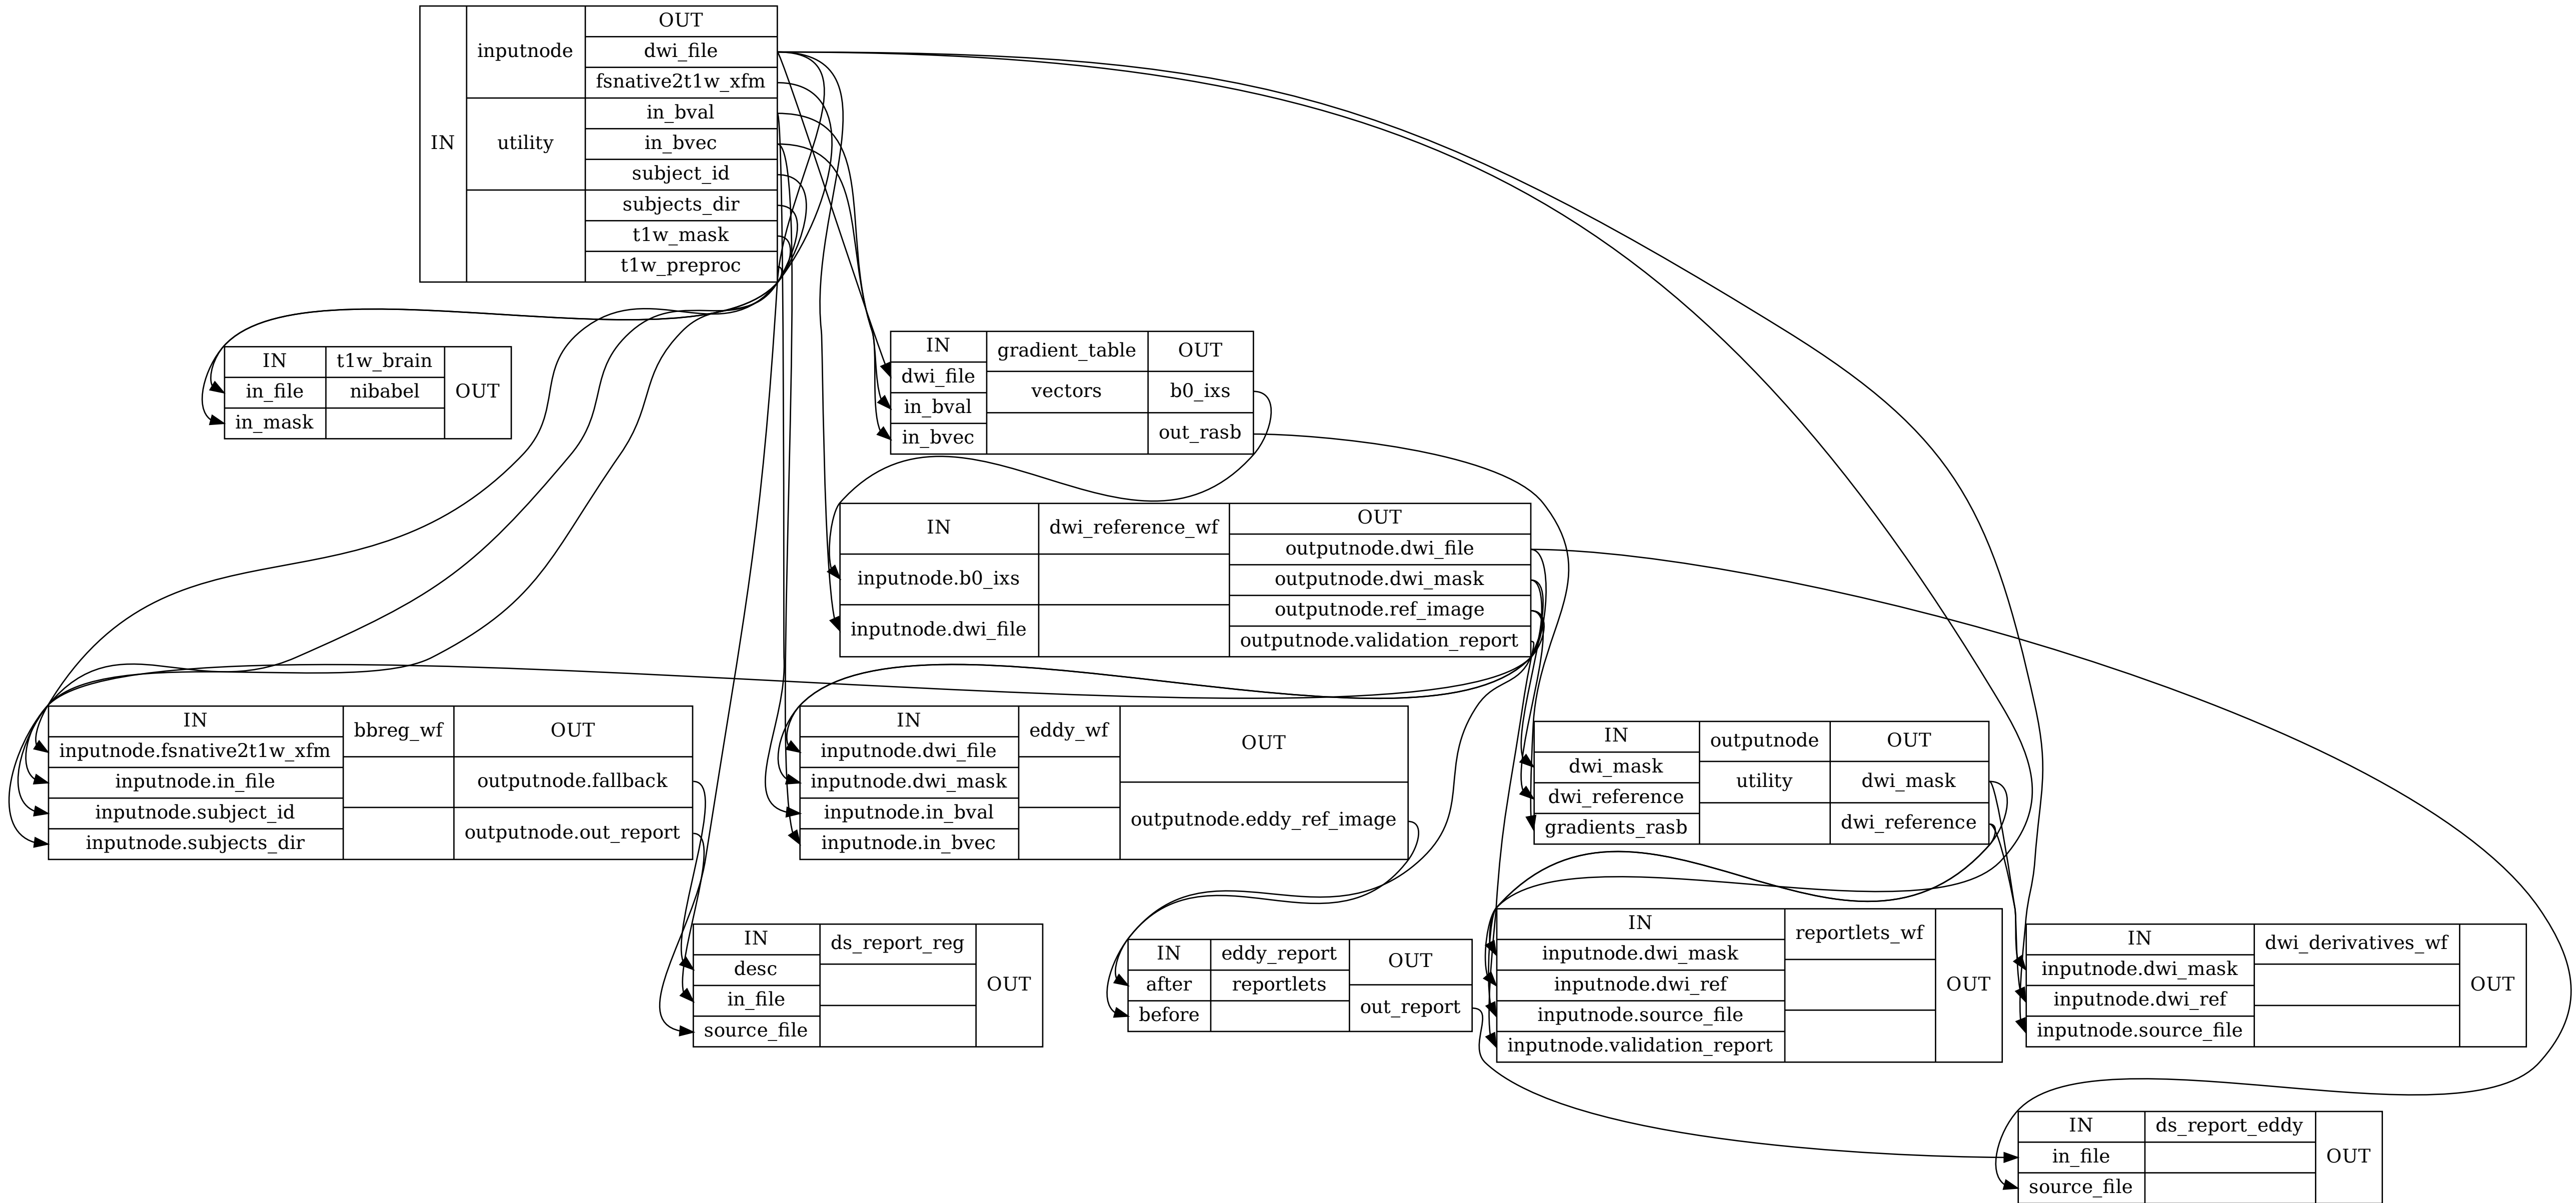 IN
inputnode
utility
OUT
dwi_file
fsnative2t1w_xfm
in_bval
in_bvec
subject_id
subjects_dir
t1w_mask
t1w_preproc
IN
in_file
in_mask
t1w_brain
nibabel
OUT
IN
dwi_file
in_bval
in_bvec
gradient_table
vectors
OUT
b0_ixs
out_rasb
IN
inputnode.b0_ixs
inputnode.dwi_file
dwi_reference_wf
OUT
outputnode.dwi_file
outputnode.dwi_mask
outputnode.ref_image
outputnode.validation_report
IN
inputnode.fsnative2t1w_xfm
inputnode.in_file
inputnode.subject_id
inputnode.subjects_dir
bbreg_wf
OUT
outputnode.fallback
outputnode.out_report
IN
inputnode.dwi_file
inputnode.dwi_mask
inputnode.in_bval
inputnode.in_bvec
eddy_wf
OUT
outputnode.eddy_ref_image
IN
dwi_mask
dwi_reference
gradients_rasb
outputnode
utility
OUT
dwi_mask
dwi_reference
IN
desc
in_file
source_file
ds_report_reg
OUT
IN
after
before
eddy_report
reportlets
OUT
out_report
IN
inputnode.dwi_mask
inputnode.dwi_ref
inputnode.source_file
inputnode.validation_report
reportlets_wf
OUT
IN
inputnode.dwi_mask
inputnode.dwi_ref
inputnode.source_file
dwi_derivatives_wf
OUT
IN
in_file
source_file
ds_report_eddy
OUT